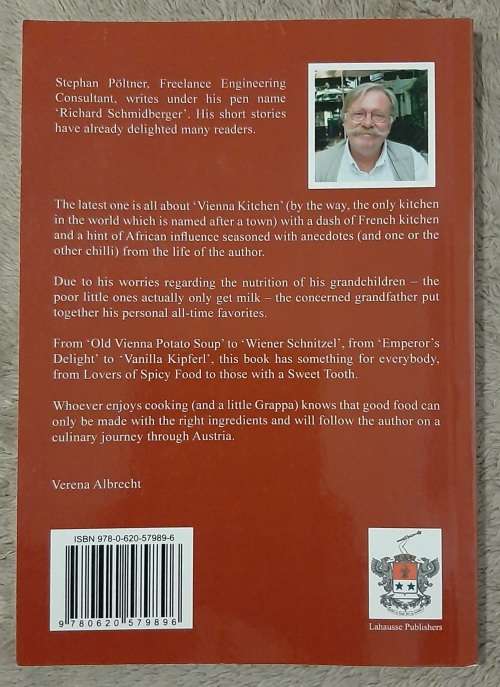 Stephan Pöltner, Freelance Engineering
Consultant, writes under his pen name
‘Richard Schmidberger’. His short stories
have already delighted many readers.
The latest one is all about ‘Vienna Kitchen’ (by the way, the only kitchen
in the world which is named after a town) with a dash of French kitchen
and a hint of African influence seasoned with anecdotes (and one or the
other chilli) from the life of the author.
Due to his worries regarding the nutrition of his grandchildren – the
poor little ones actually only get milk – the concerned grandfather put
together his personal all-time favorites.
From ‘Old Vienna Potato Soup’ to ‘Wiener Schnitzel’, from ‘Emperor’s
Delight’ to ‘Vanilla Kipferl’, this book has something for everybody,
from Lovers of Spicy Food to those with a Sweet Tooth.
Whoever enjoys cooking (and a little Grappa) knows that good food can
only be made with the right ingredients and will follow the author on a
culinary journey through Austria.
Verena Albrecht
ISBN 978-0-620-57989-6
9 780620 579896
Lahausse Publishers